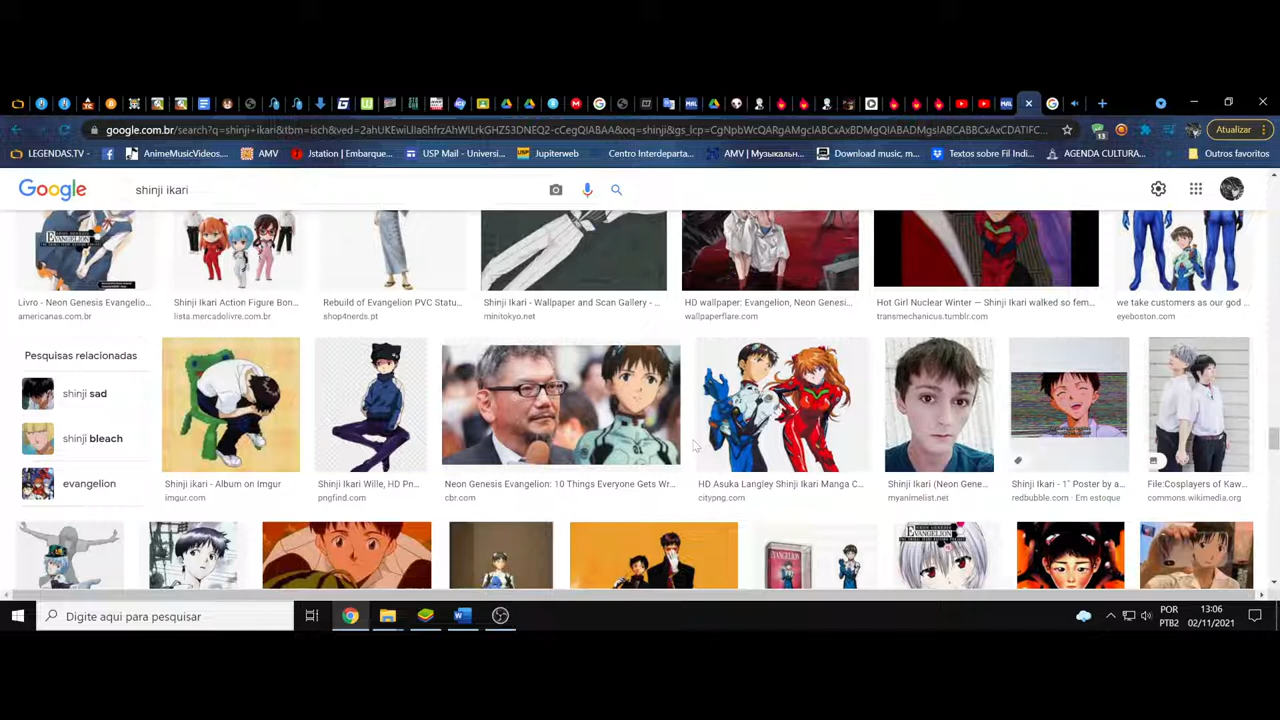 google.com.br/search?q=shinji+ikari&tbm=isch&ved=2ahUKEwiLlIa6hfrzAhWILrkGHZ53DNEQ2-cCegQIABAA&oq=shinji&gs_lcp=CgNpbWcQARgAMgcIABCxAxBDMgQIABADMgsIABCABBCxAxCDATIFC...
Atualizar
LEGENDAS.TV
AnimeMusicVideos,...
AMV
Jstation | Embarque...
USP Mail - Universi...
Jupiterweb
Centro Interdeparta...
AMV | Музыкальн...
Download music, m...
Textos sobre Fil Indi...
AGENDA CULTURA...
Outros favoritos
Google
shinji ikari
EVANGELION
Livro - Neon Genesis Evangelio...
americanas.com.br
Shinji Ikari Action Figure Bon...
lista.mercadolivre.com.br
Rebuild of Evangelion PVC Statu...
shop4nerds.pt
Shinji Ikari - Wallpaper and Scan Gallery - ...
minitokyo.net
HD wallpaper: Evangelion, Neon Genesi...
wallpaperflare.com
Hot Girl Nuclear Winter — Shinji Ikari walked so fem...
transmechanicus.tumblr.com
we take customers as our god ...
eyeboston.com
Pesquisas relacionadas
shinji sad
shinji bleach
evangelion
Shinji ikari - Album on Imgur
imgur.com
Shinji Ikari Wille, HD Pn...
pngfind.com
Neon Genesis Evangelion: 10 Things Everyone Gets Wr...
cbr.com
HD Asuka Langley Shinji Ikari Manga C...
citypng.com
Shinji Ikari (Neon Gene...
myanimelist.net
Shinji Ikari - 1" Poster by a...
redbubble.com · Em estoque
File:Cosplayers of Kaw...
commons.wikimedia.org
EVANGELION
EVANGELION
Digite aqui para pesquisar
POR
PTB2
13:06
02/11/2021